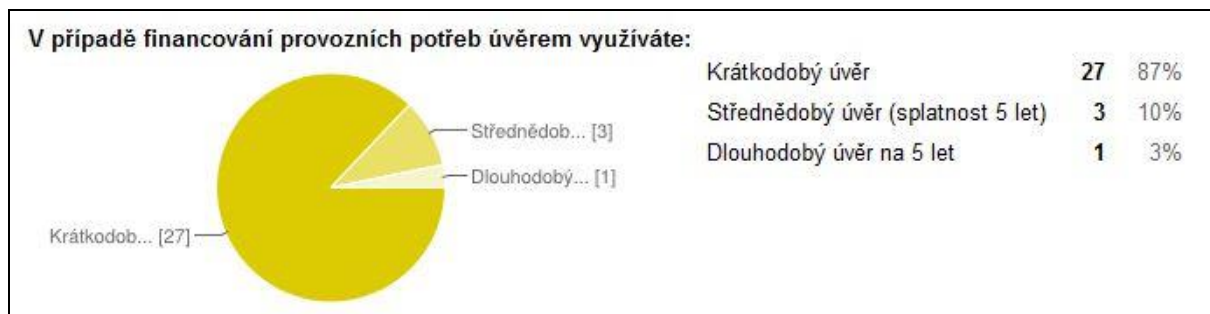 V případě financování provozních potřeb úvěrem využíváte:
Střednědob... [3]
Dlouhodobý... [1]
Krátkodob... [27]
Krátkodobý úvěr 27 87%
Střednědobý úvěr (splatnost 5 let) 3 10%
Dlouhodobý úvěr na 5 let 1 3%